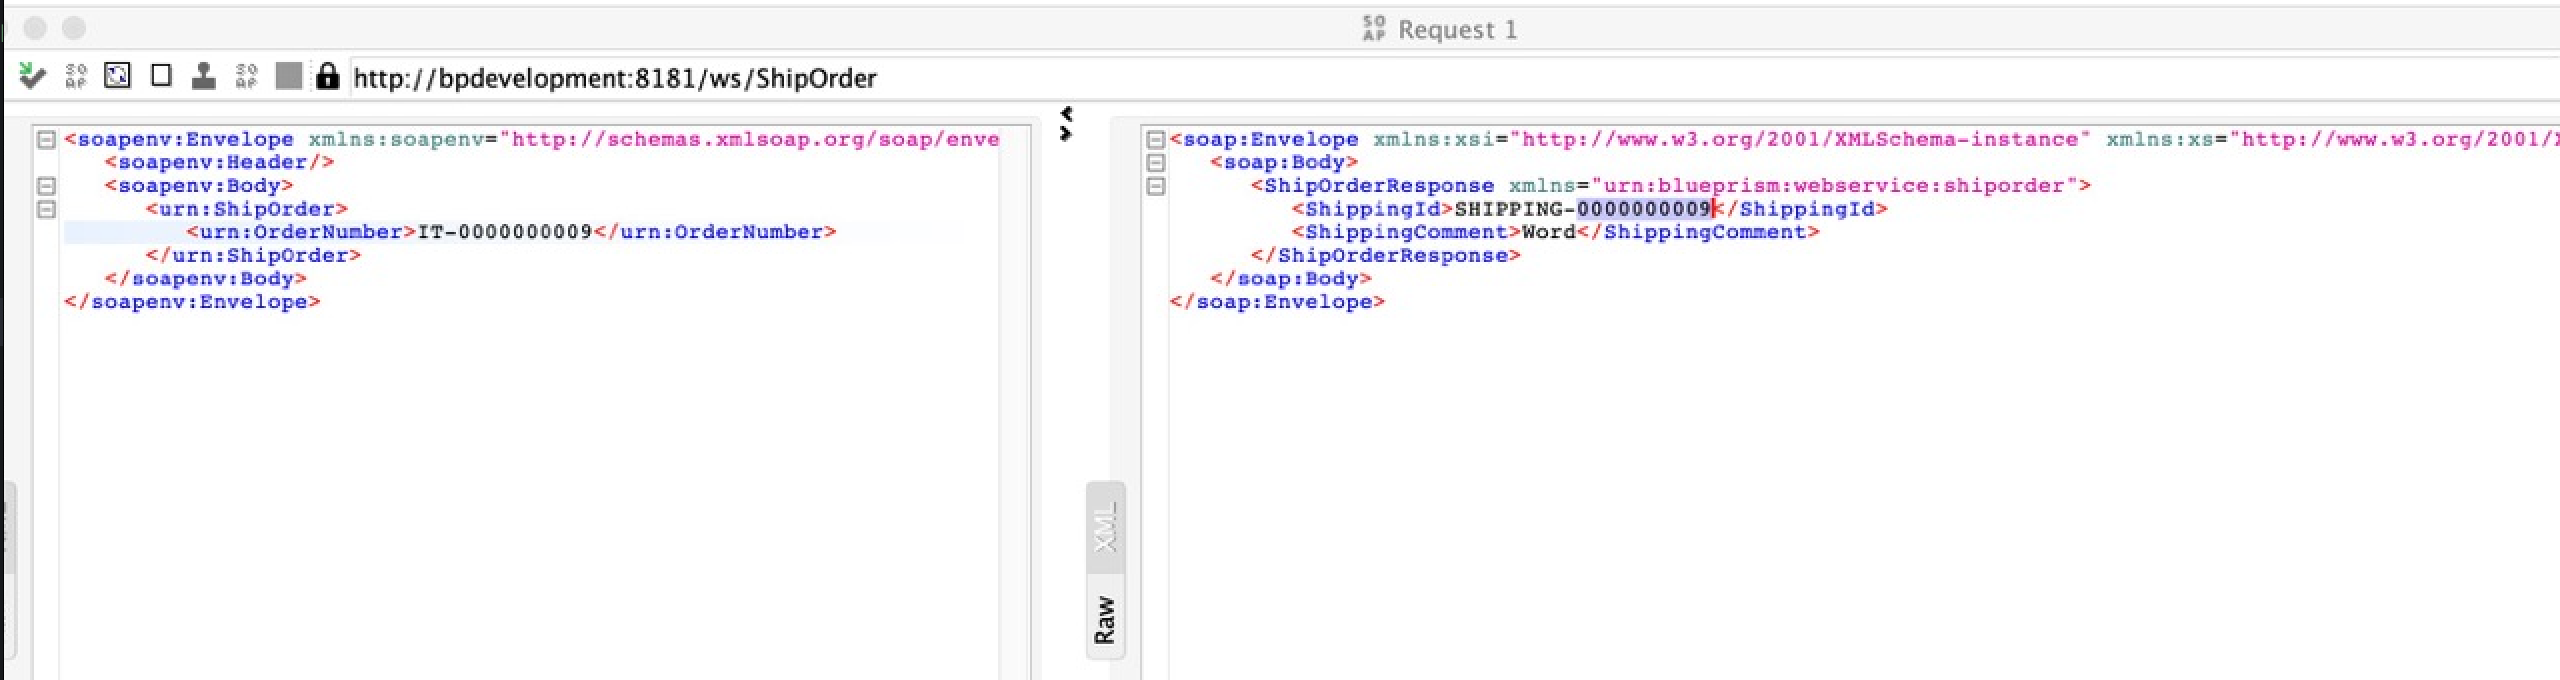 SO
AP Request 1
http://bpdevelopment:8181/ws/ShipOrder
<soapenv:Envelope xmlns:soapenv="http://schemas.xmlsoap.org/soap/enve
<soapenv:Header/>
<soapenv:Body>
<urn:ShipOrder>
<urn:OrderNumber>IT-0000000009</urn:OrderNumber>
</urn:ShipOrder>
</soapenv:Body>
</soapenv:Envelope>
<soap:Envelope xmlns:xsi="http://www.w3.org/2001/XMLSchema-instance" xmlns:xs="http://www.w3.org/2001/X
<soap:Body>
<ShipOrderResponse xmlns="urn:blueprism:webservice:shiporder">
<ShippingId>SHIPPING-0000000009</ShippingId>
<ShippingComment>Word</ShippingComment>
</ShipOrderResponse>
</soap:Body>
</soap:Envelope>
XML
Raw